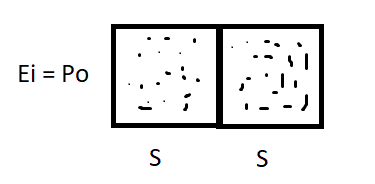 Ei = Po
S S